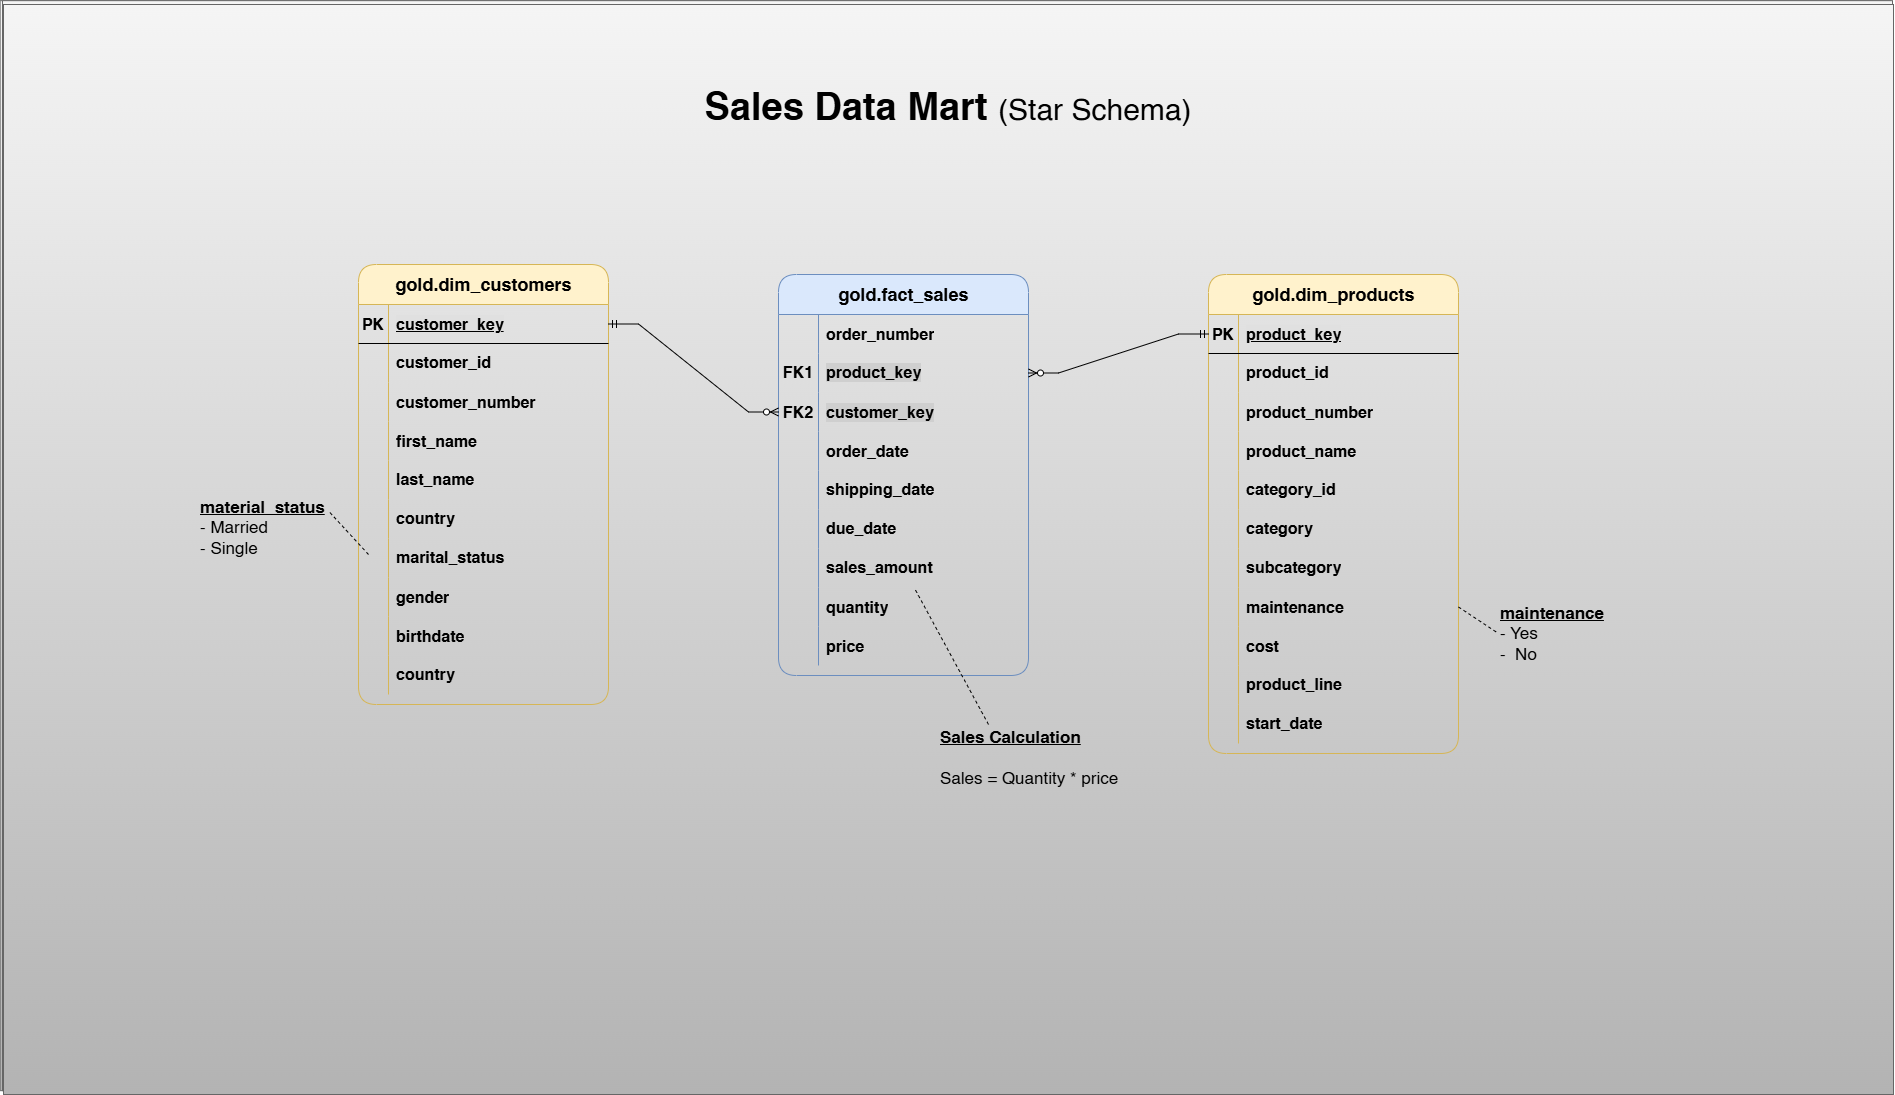 Sales Data Mart (Star Schema)
gold.dim_customers
PK customer_key
customer_id
customer_number
first_name
last_name
country
marital_status
gender
birthdate
country
material_status
- Married
- Single
gold.fact_sales
order_number
FK1 product_key
FK2 customer_key
order_date
shipping_date
due_date
sales_amount
quantity
price
Sales Calculation
Sales = Quantity * price
gold.dim_products
PK product_key
product_id
product_number
product_name
category_id
category
subcategory
maintenance
cost
product_line
start_date
maintenance
- Yes
- No